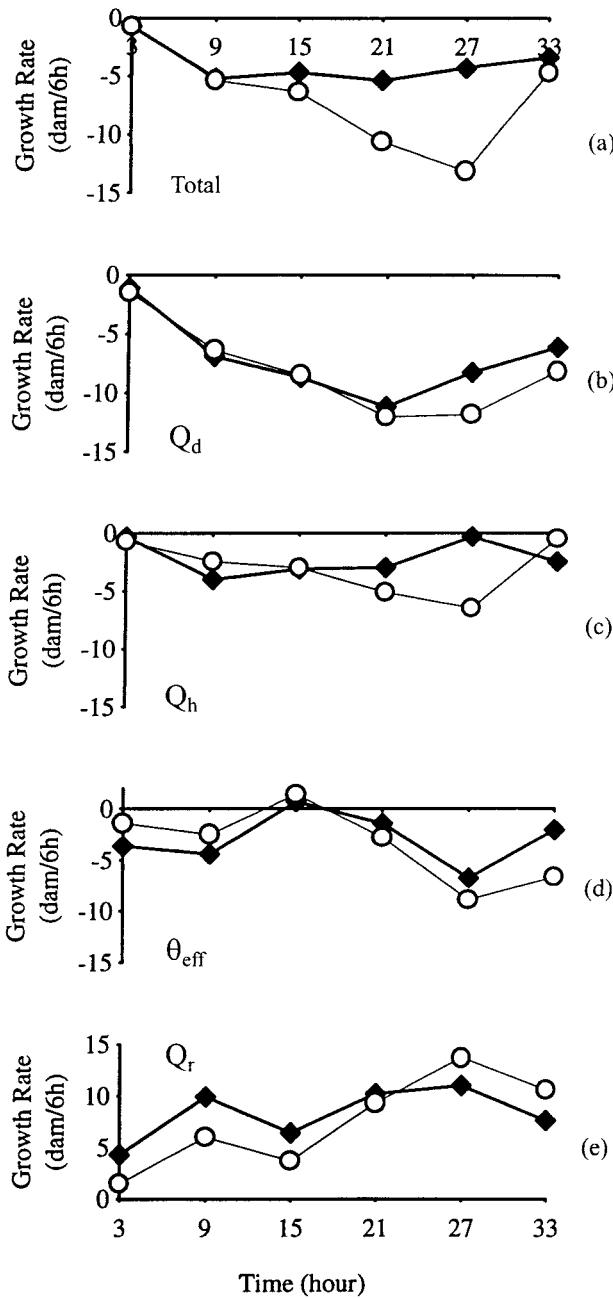 0
3 9 15 21 27 33
-5
-10
-15
Growth Rate
(dam/6h)
Total
(a)
0
-5
-10
-15
Growth Rate
(dam/6h)
Q_d
(b)
0
-5
-10
-15
Growth Rate
(dam/6h)
Q_h
(c)
0
-5
-10
-15
Growth Rate
(dam/6h)
θ_eff
(d)
15
10
5
0
Growth Rate
(dam/6h)
Q_r
(e)
3 9 15 21 27 33
Time (hour)